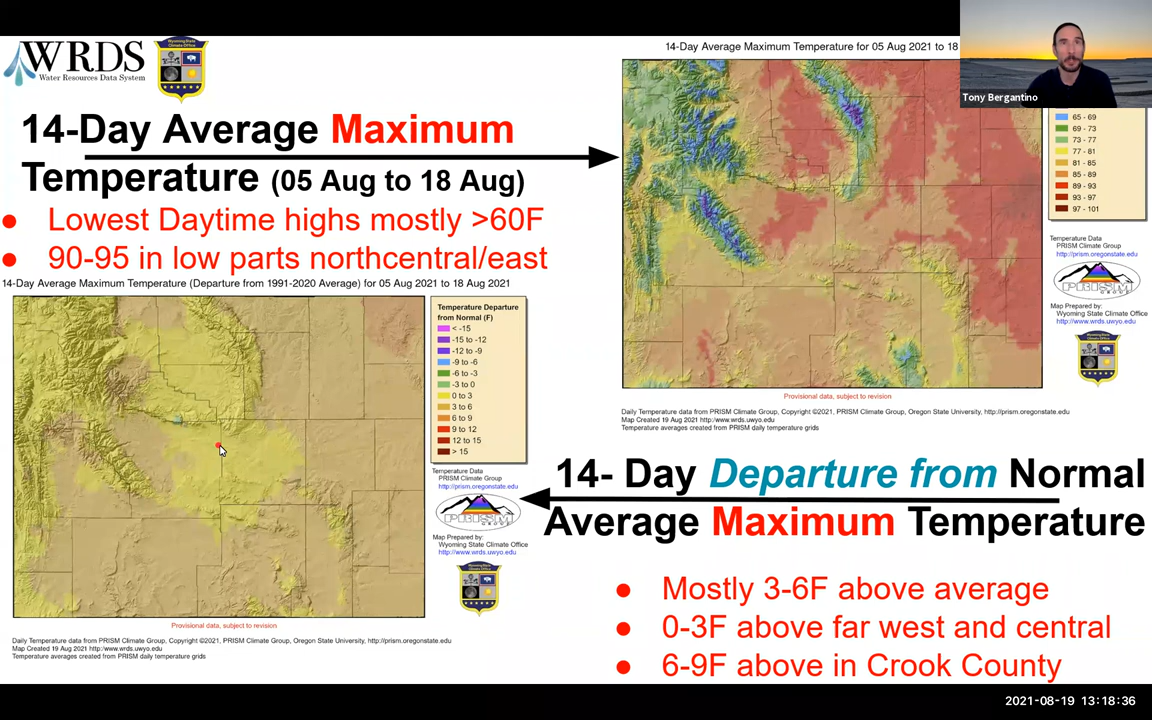 WRDS
Water Resources Data System
14-Day Average Maximum
Temperature (05 Aug to 18 Aug)
● Lowest Daytime highs mostly >60F
● 90-95 in low parts northcentral/east
14-Day Average Maximum Temperature for 05 Aug 2021 to 18
Tony Bergantino
65 - 69
69 - 73
73 - 77
77 - 81
81 - 85
85 - 89
89 - 93
93 - 97
97 - 101
Temperature Data
PRISM Climate Group
http://prism.oregonstate.edu
PRISM
GROUP
Map Prepared by:
Wyoming State Climate Office
http://www.wrds.uwyo.edu
Provisional data, subject to revision
Daily Temperature data from PRISM Climate Group, Copyright ©2021, PRISM Climate Group, Oregon State University, http://prism.oregonstate.edu
Map Created 19 Aug 2021 http:/www.wrds.uwyo.edu
Temperature averages created from PRISM daily temperature grids
14-Day Average Maximum Temperature (Departure from 1991-2020 Average) for 05 Aug 2021 to 18 Aug 2021
Temperature Departure
from Normal (F)
< -15
-15 to -12
-12 to -9
-9 to -6
-6 to -3
-3 to 0
0 to 3
3 to 6
6 to 9
9 to 12
12 to 15
> 15
Temperature Data
PRISM Climate Group
http://prism.oregonstate.edu
PRISM
GROUP
Map Prepared by:
Wyoming State Climate Office
http://www.wrds.uwyo.edu
Provisional data, subject to revision
Daily Temperature data from PRISM Climate Group, Copyright ©2021, PRISM Climate Group, Oregon State University, http://prism.oregonstate.edu
Map Created 19 Aug 2021 http:/www.wrds.uwyo.edu
Temperature averages created from PRISM daily temperature grids
14- Day Departure from Normal
Average Maximum Temperature
● Mostly 3-6F above average
● 0-3F above far west and central
● 6-9F above in Crook County
2021-08-19 13:18:36